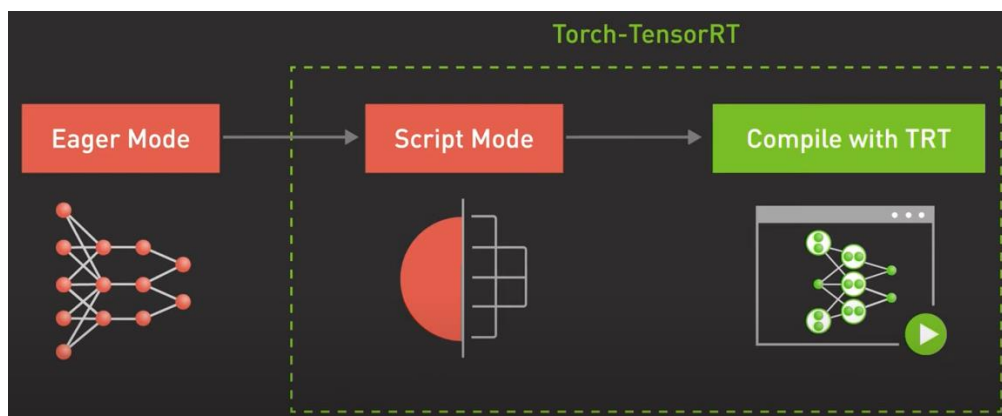 Torch-TensorRT
Eager Mode
Script Mode
Compile with TRT